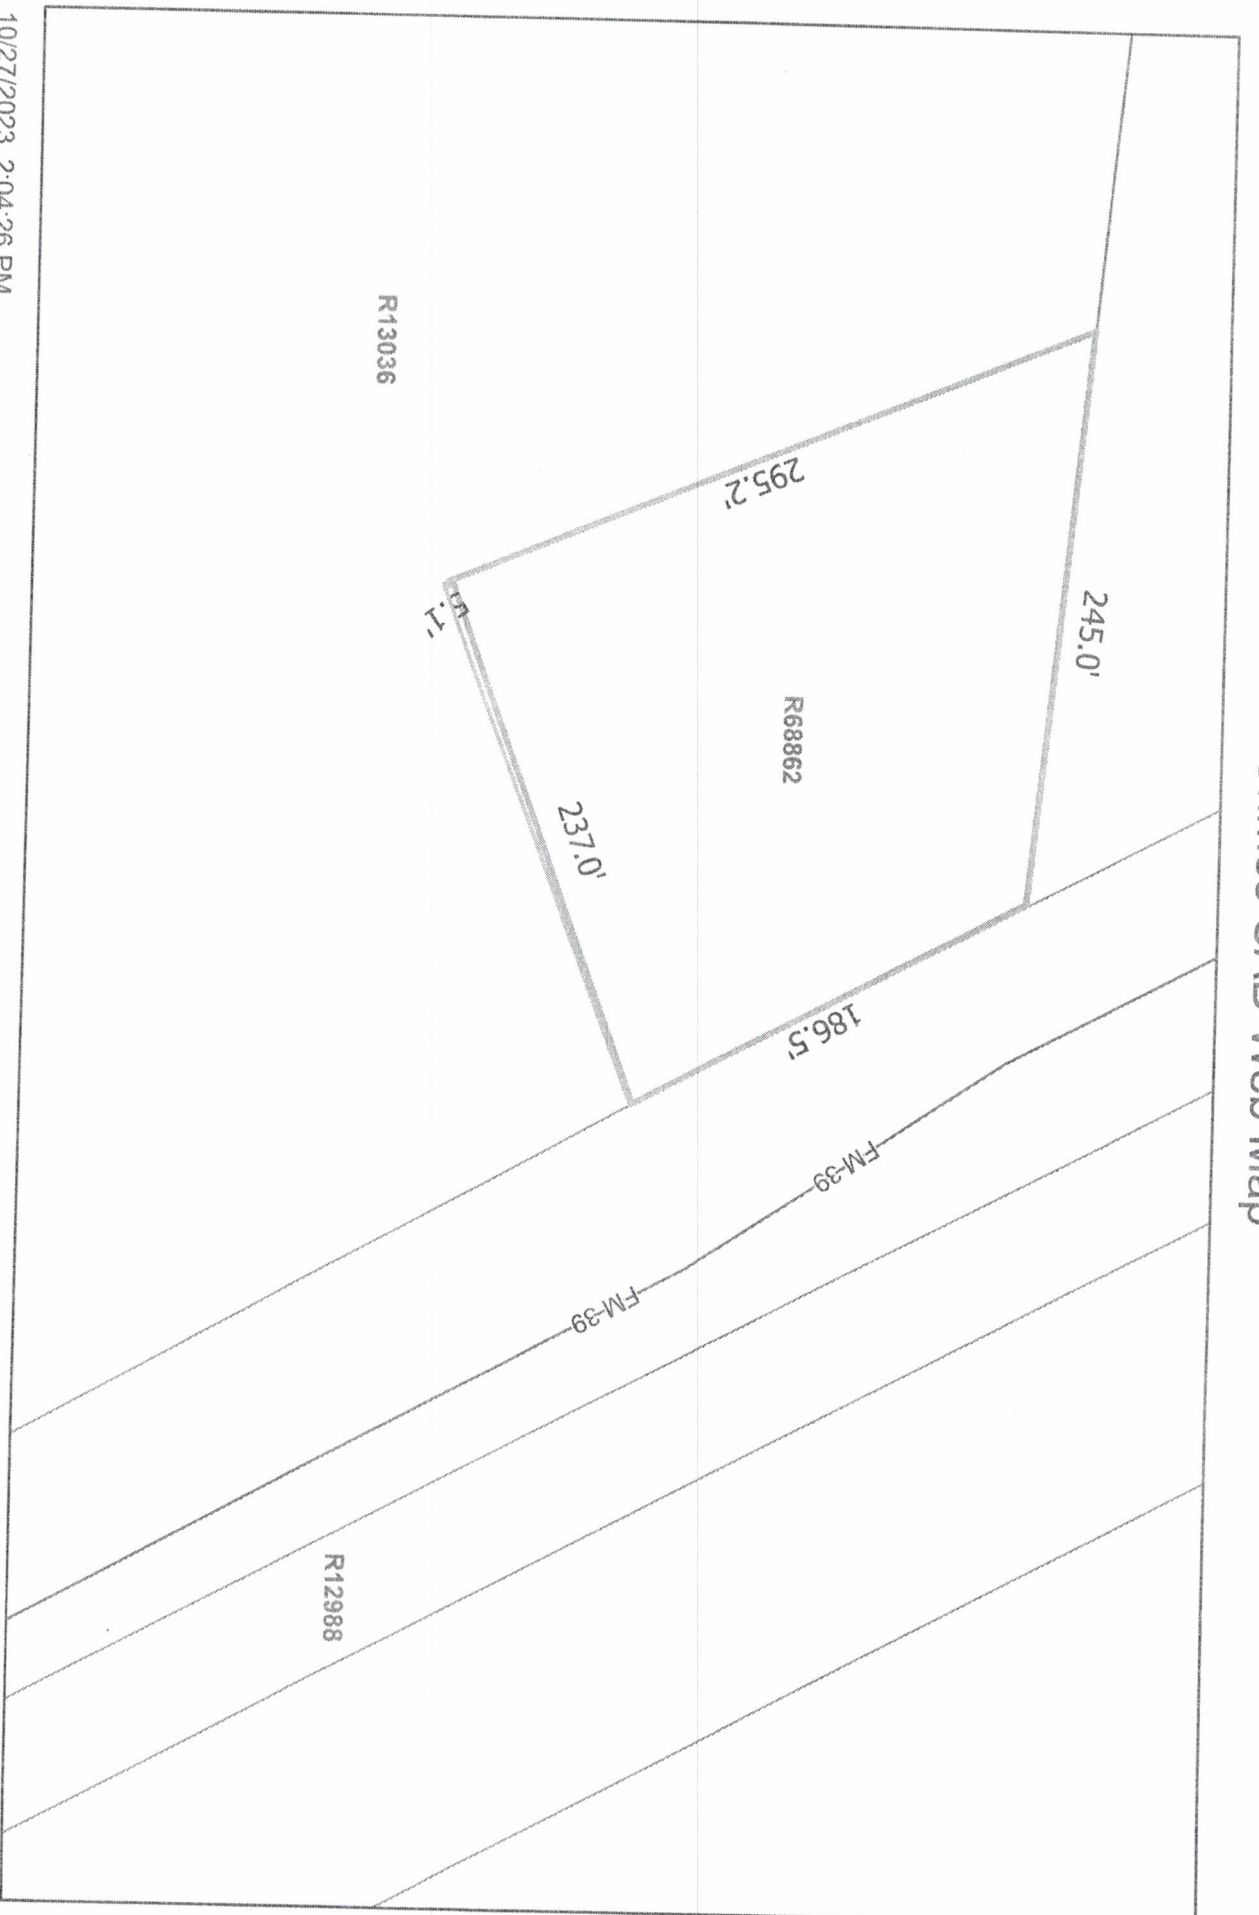 Web Map
245.0'
295.2'
R68862
R13036
237.0'
186.5'
FM-39
FM-39
R12988
10/27/2023, 2:04:26 PM